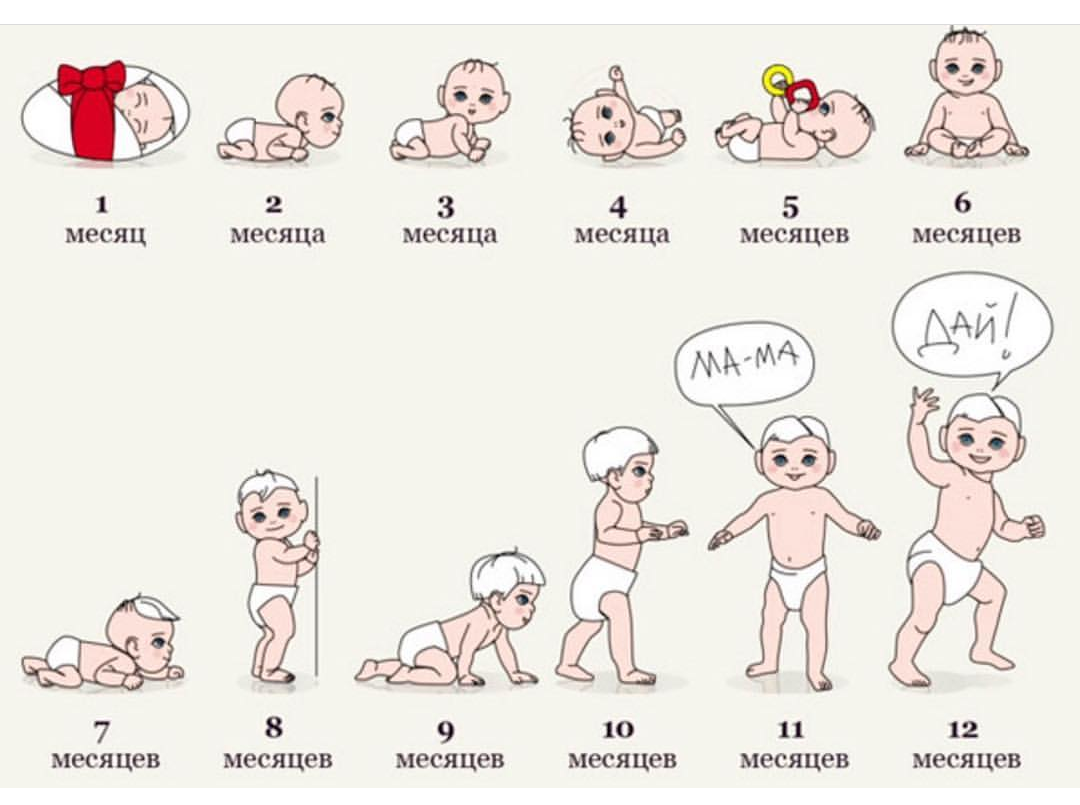 1
месяц
2
месяца
3
месяца
4
месяца
5
месяцев
6
месяцев
МА-МА
ДАЙ!
7
месяцев
8
месяцев
9
месяцев
10
месяцев
11
месяцев
12
месяцев